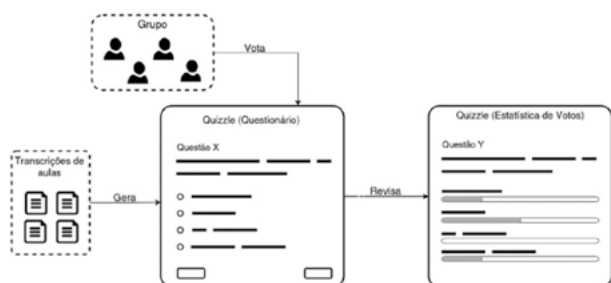 Grupo
Vota
Quizzle (Questionário)
Questão X
Transcrições de
aulas
Gera
Revisa
Quizzle (Estatística de Votos)
Questão Y